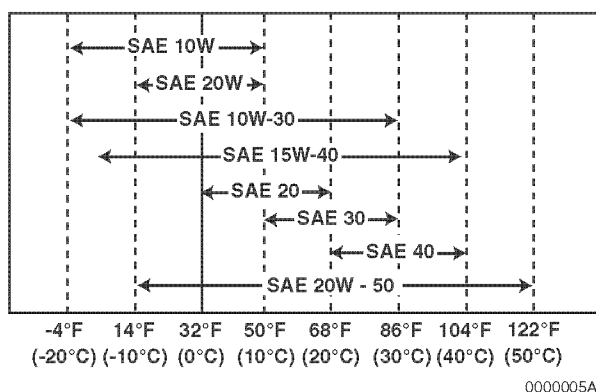 SAE 10W
SAE 20W
SAE 10W-30
SAE 15W-40
SAE 20
SAE 30
SAE 40
SAE 20W - 50
-4°F 14°F 32°F 50°F 68°F 86°F 104°F 122°F
(-20°C) (-10°C) (0°C) (10°C) (20°C) (30°C) (40°C) (50°C)
0000005A